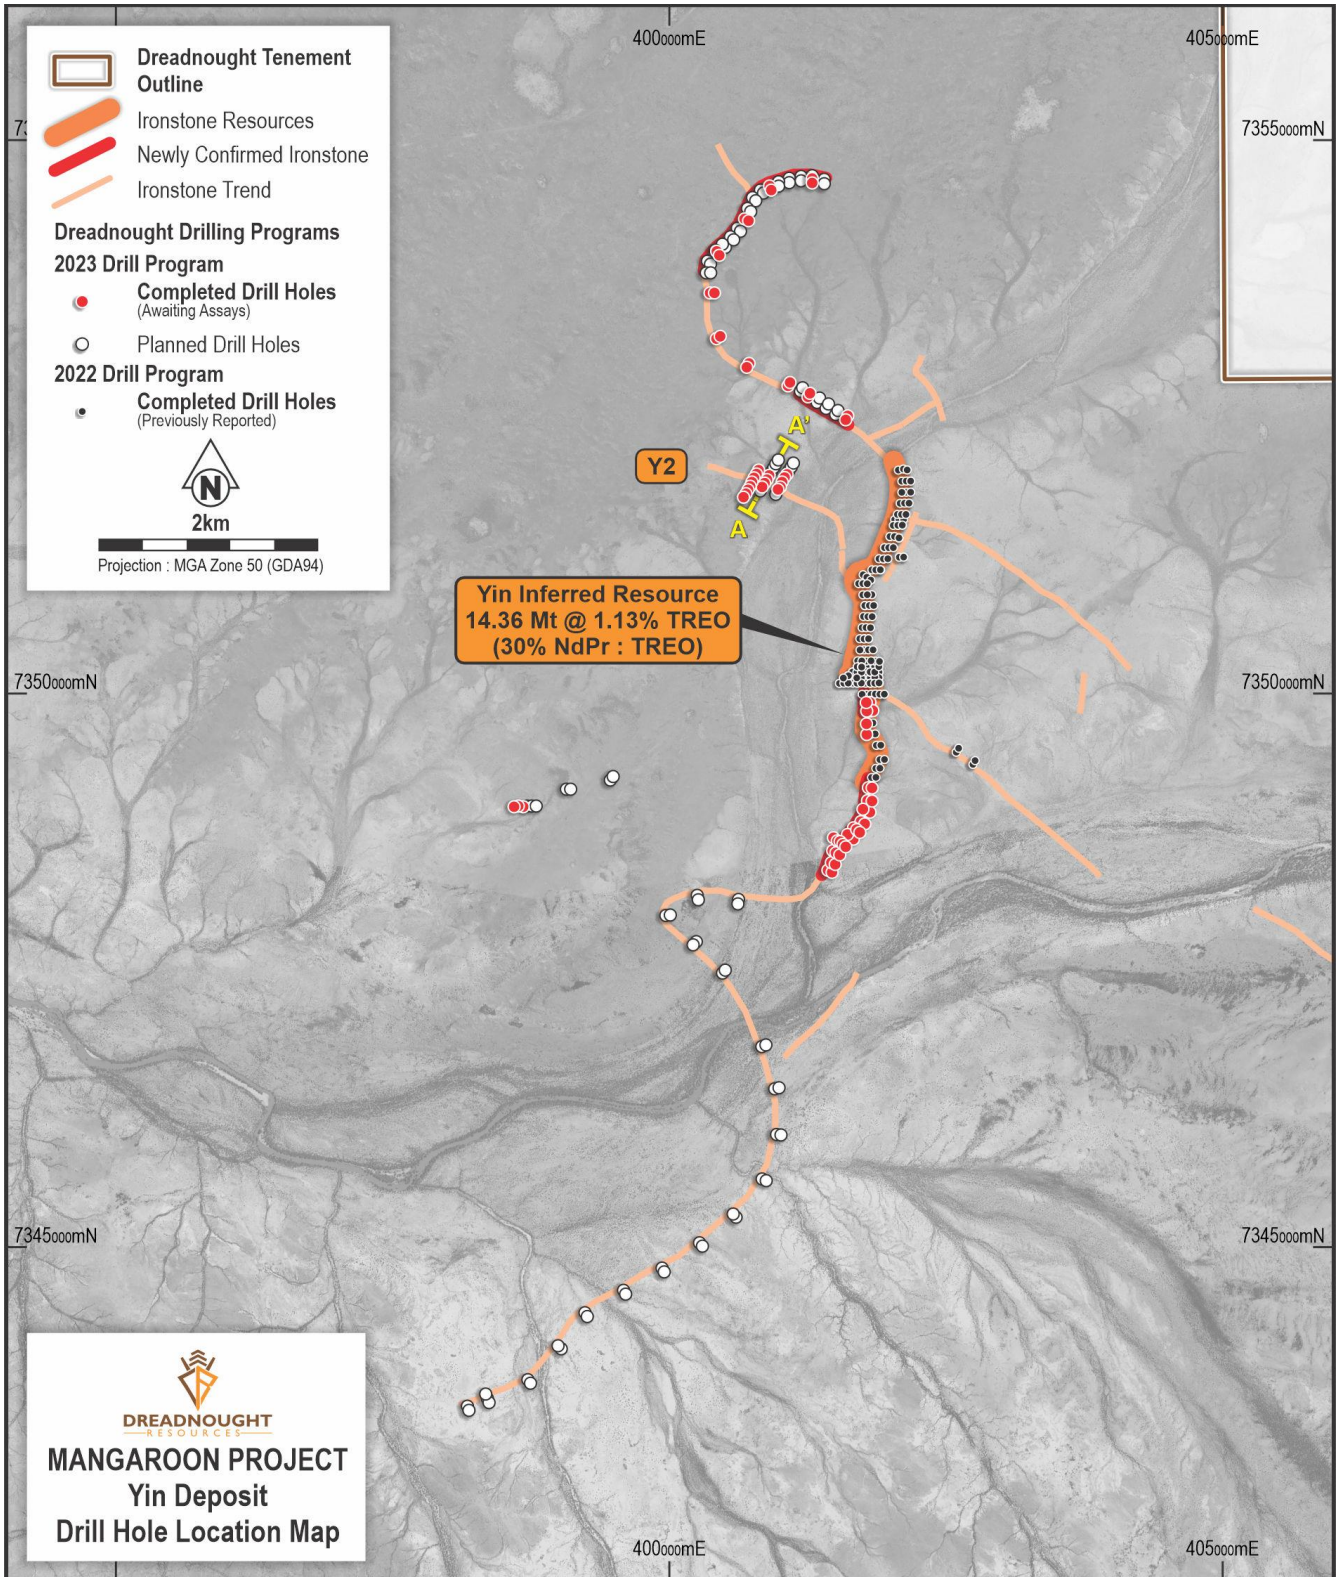 400000mE
405000mE
Dreadnought Tenement
Outline
Ironstone Resources
Newly Confirmed Ironstone
Ironstone Trend
Dreadnought Drilling Programs
2023 Drill Program
Completed Drill Holes
(Awaiting Assays)
Planned Drill Holes
2022 Drill Program
Completed Drill Holes
(Previously Reported)
N
2km
Projection : MGA Zone 50 (GDA94)
73
7355000mN
A'
Y2
A
Yin Inferred Resource
14.36 Mt @ 1.13% TREO
(30% NdPr : TREO)
7350000mN
7350000mN
7345000mN
7345000mN
DREADNOUGHT
RESOURCES
MANGAROON PROJECT
Yin Deposit
Drill Hole Location Map
400000mE
405000mE